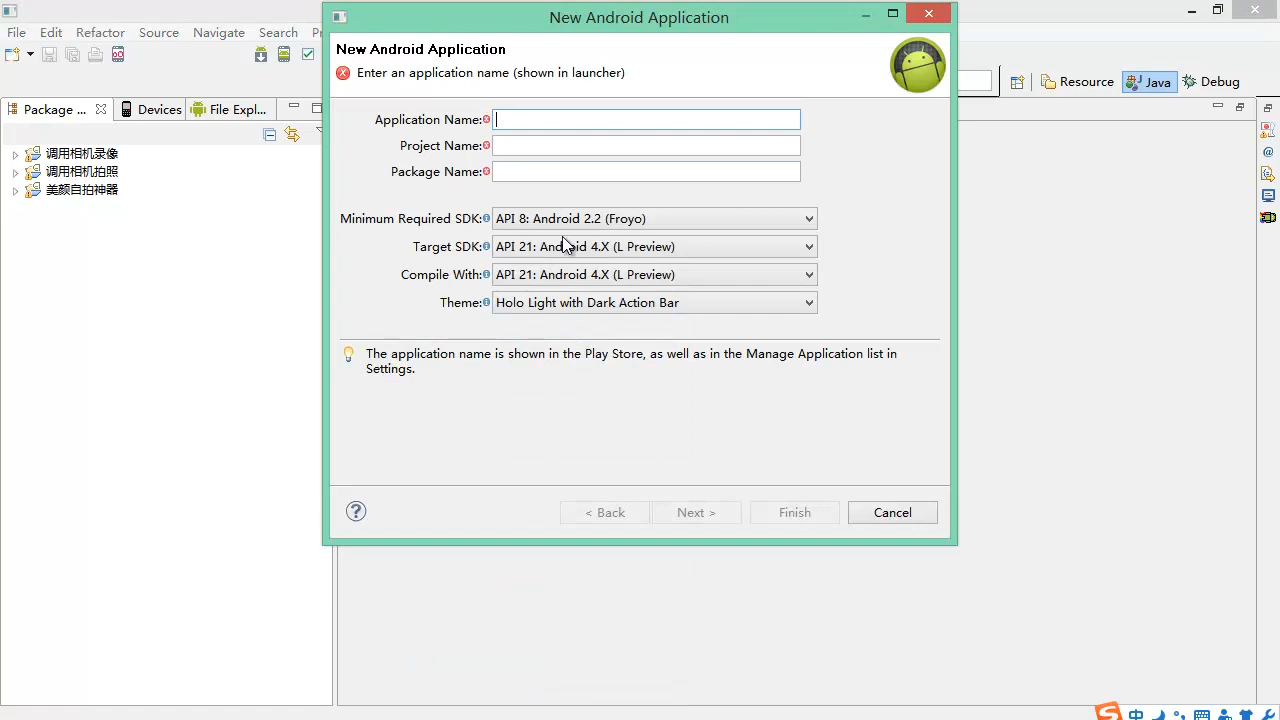 New Android Application
File Edit Refactor Source Navigate Search
New Android Application
Enter an application name (shown in launcher)
Resource Java Debug
Package ... Devices File Expl...
Application Name:
Project Name:
Package Name:
调用相机录像
调用相机拍照
美颜自拍神器
Minimum Required SDK: API 8: Android 2.2 (Froyo)
Target SDK: API 21: Android 4.X (L Preview)
Compile With: API 21: Android 4.X (L Preview)
Theme: Holo Light with Dark Action Bar
The application name is shown in the Play Store, as well as in the Manage Application list in
Settings.
< Back Next > Finish Cancel
中